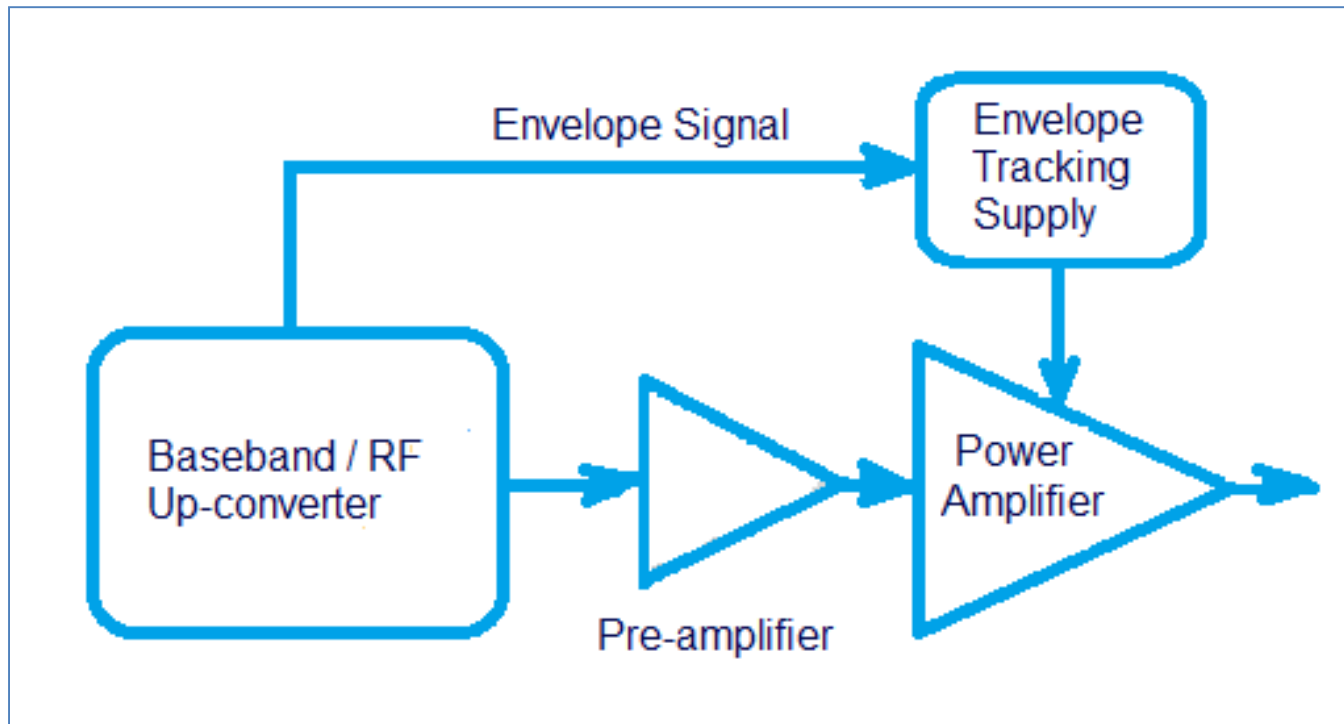 Envelope Signal
Envelope
Tracking
Supply
Baseband / RF
Up-converter
Power
Amplifier
Pre-amplifier